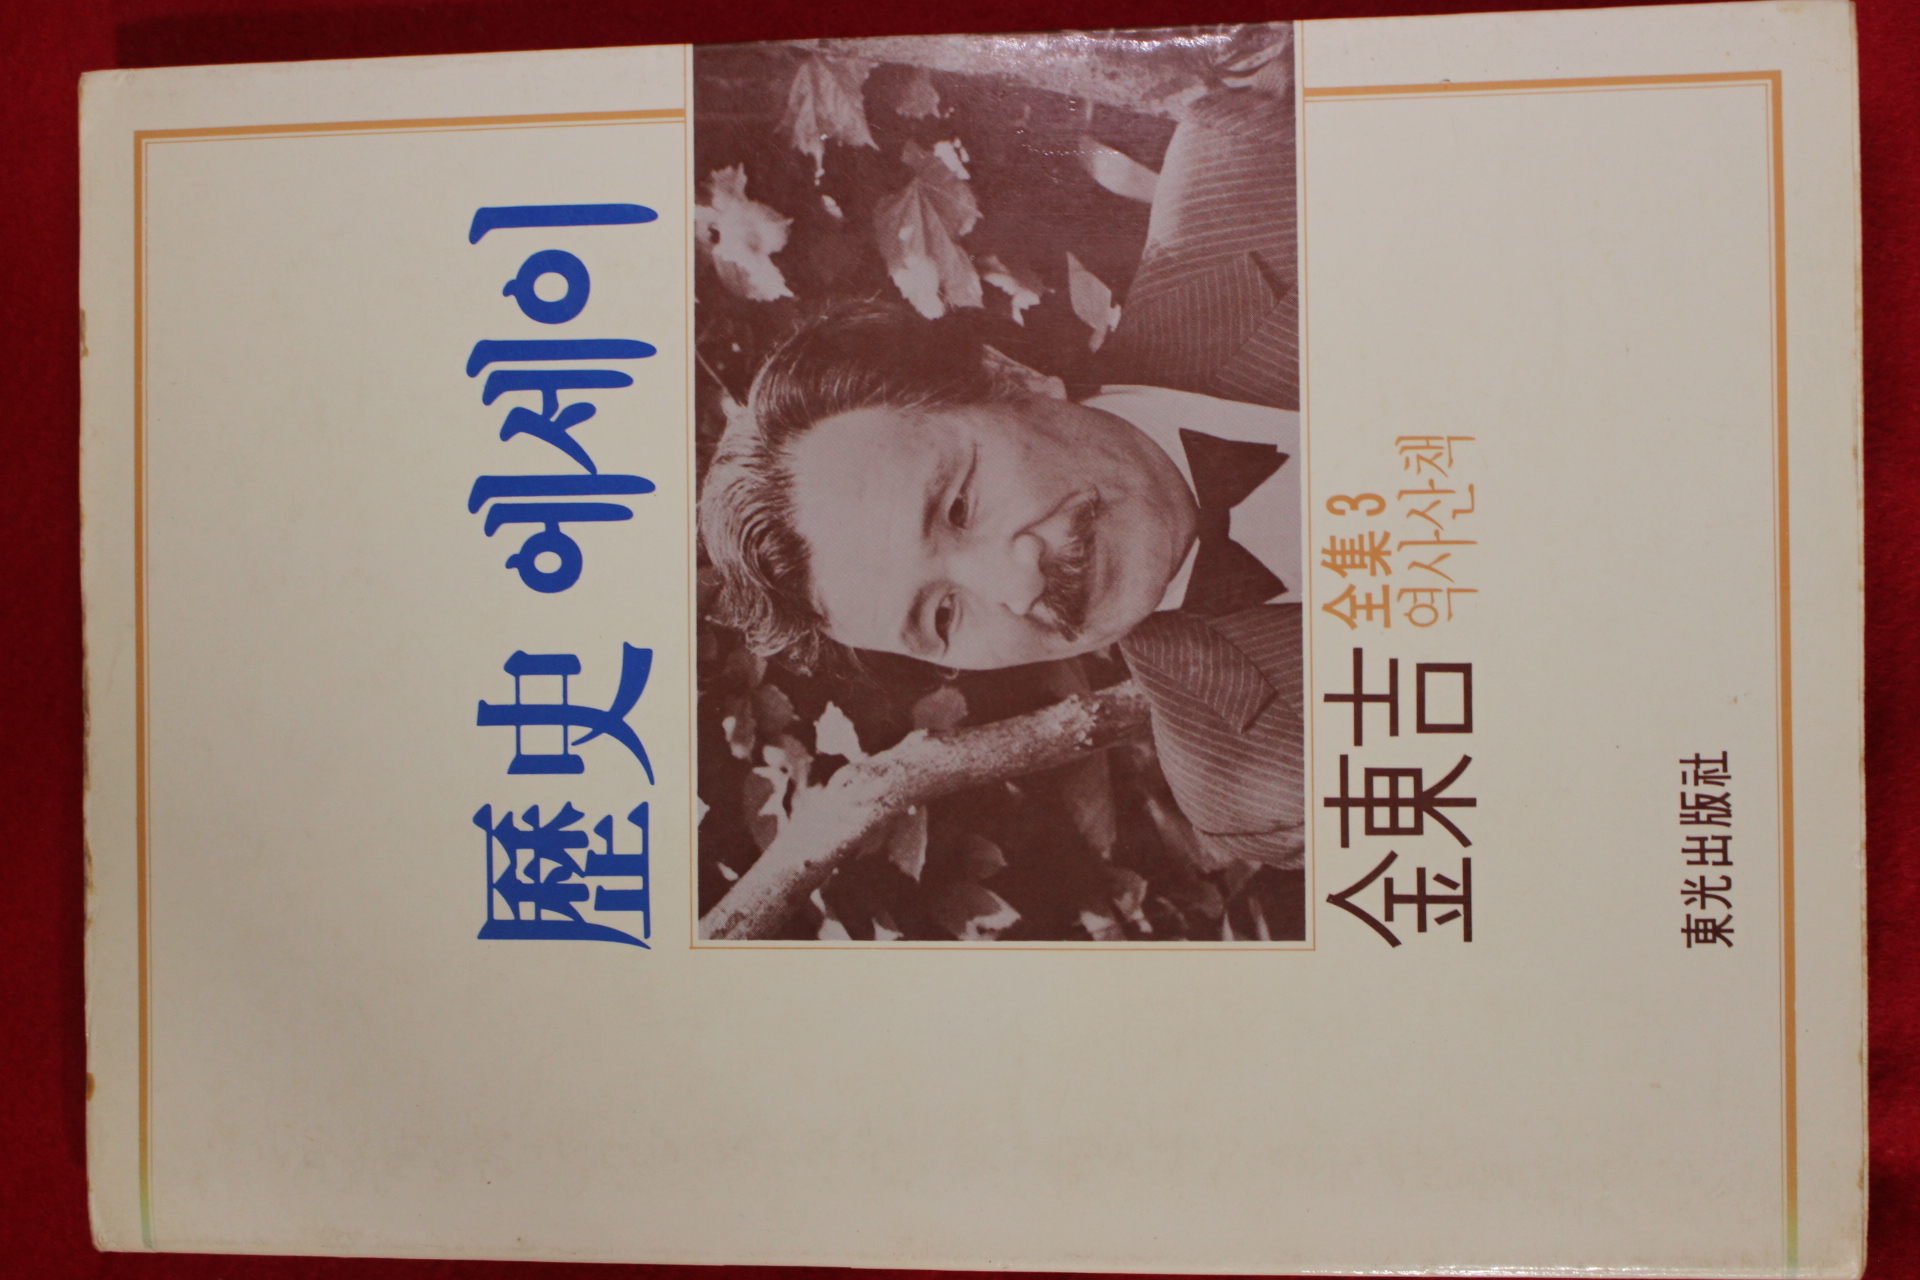 歷史 에세이
金東吉 全集 3
역사산책
東光出版社